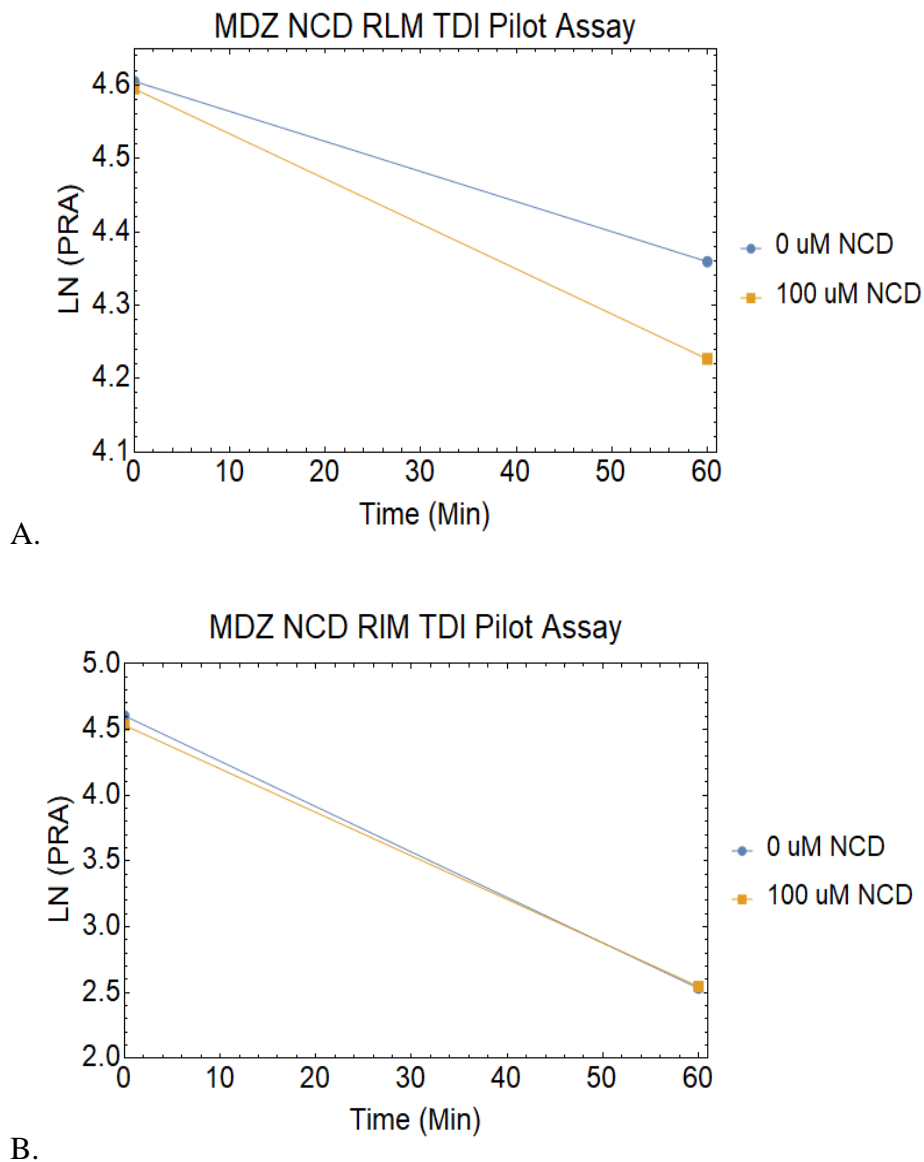 MDZ NCD RLM TDI Pilot Assay
LN (PRA)
4.6
4.5
4.4
4.3
4.2
4.1
0 10 20 30 40 50 60
Time (Min)
0 uM NCD
100 uM NCD
A.
MDZ NCD RIM TDI Pilot Assay
LN (PRA)
5.0
4.5
4.0
3.5
3.0
2.5
2.0
0 10 20 30 40 50 60
Time (Min)
0 uM NCD
100 uM NCD
B.